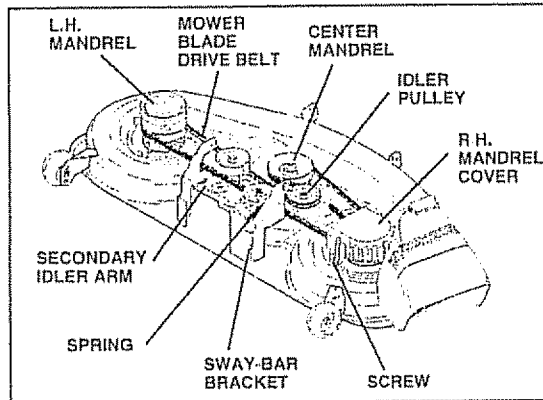 L.H.
MANDREL
MOWER
BLADE
DRIVE BELT
CENTER
MANDREL
IDLER
PULLEY
R.H.
MANDREL
COVER
SECONDARY
IDLER ARM
SPRING
SWAY-BAR
BRACKET
SCREW